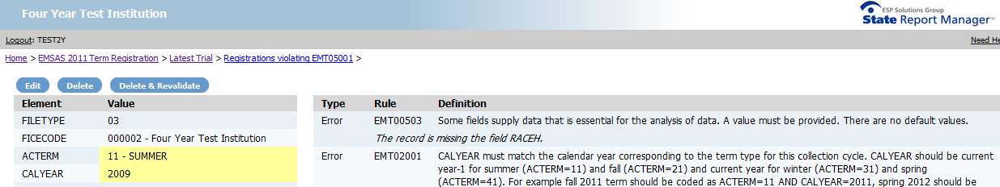 Four Year Test Institution
ESP Solutions Group
State Report Manager™
Logout: TEST2Y
Need He
Home > EMSAS 2011 Term Registration > Latest Trial > Registrations violating EMT05001 >
Edit Delete Delete & Revalidate
Element Value
FILETYPE 03
FICECODE 000002 - Four Year Test Institution
ACTERM 11 - SUMMER
CALYEAR 2009
Type Rule Definition
Error EMT00503 Some fields supply data that is essential for the analysis of data. A value must be provided. There are no default values.
The record is missing the field RACEH.
Error EMT02001 CALYEAR must match the calendar year corresponding to the term type for this collection cycle. CALYEAR should be current
year-1 for summer (ACTERM=11) and fall (ACTERM=21) and current year for winter (ACTERM=31) and spring
(ACTERM=41). For example fall 2011 term should be coded as ACTERM=11 AND CALYEAR=2011, spring 2012 should be